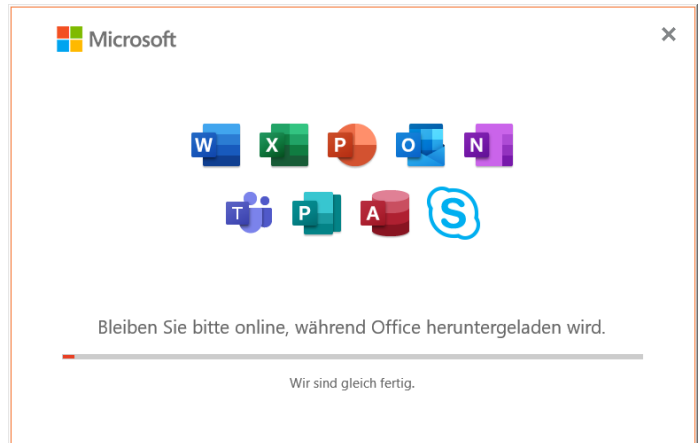 Microsoft
W X P O N
T P A S
Bleiben Sie bitte online, während Office heruntergeladen wird.
Wir sind gleich fertig.